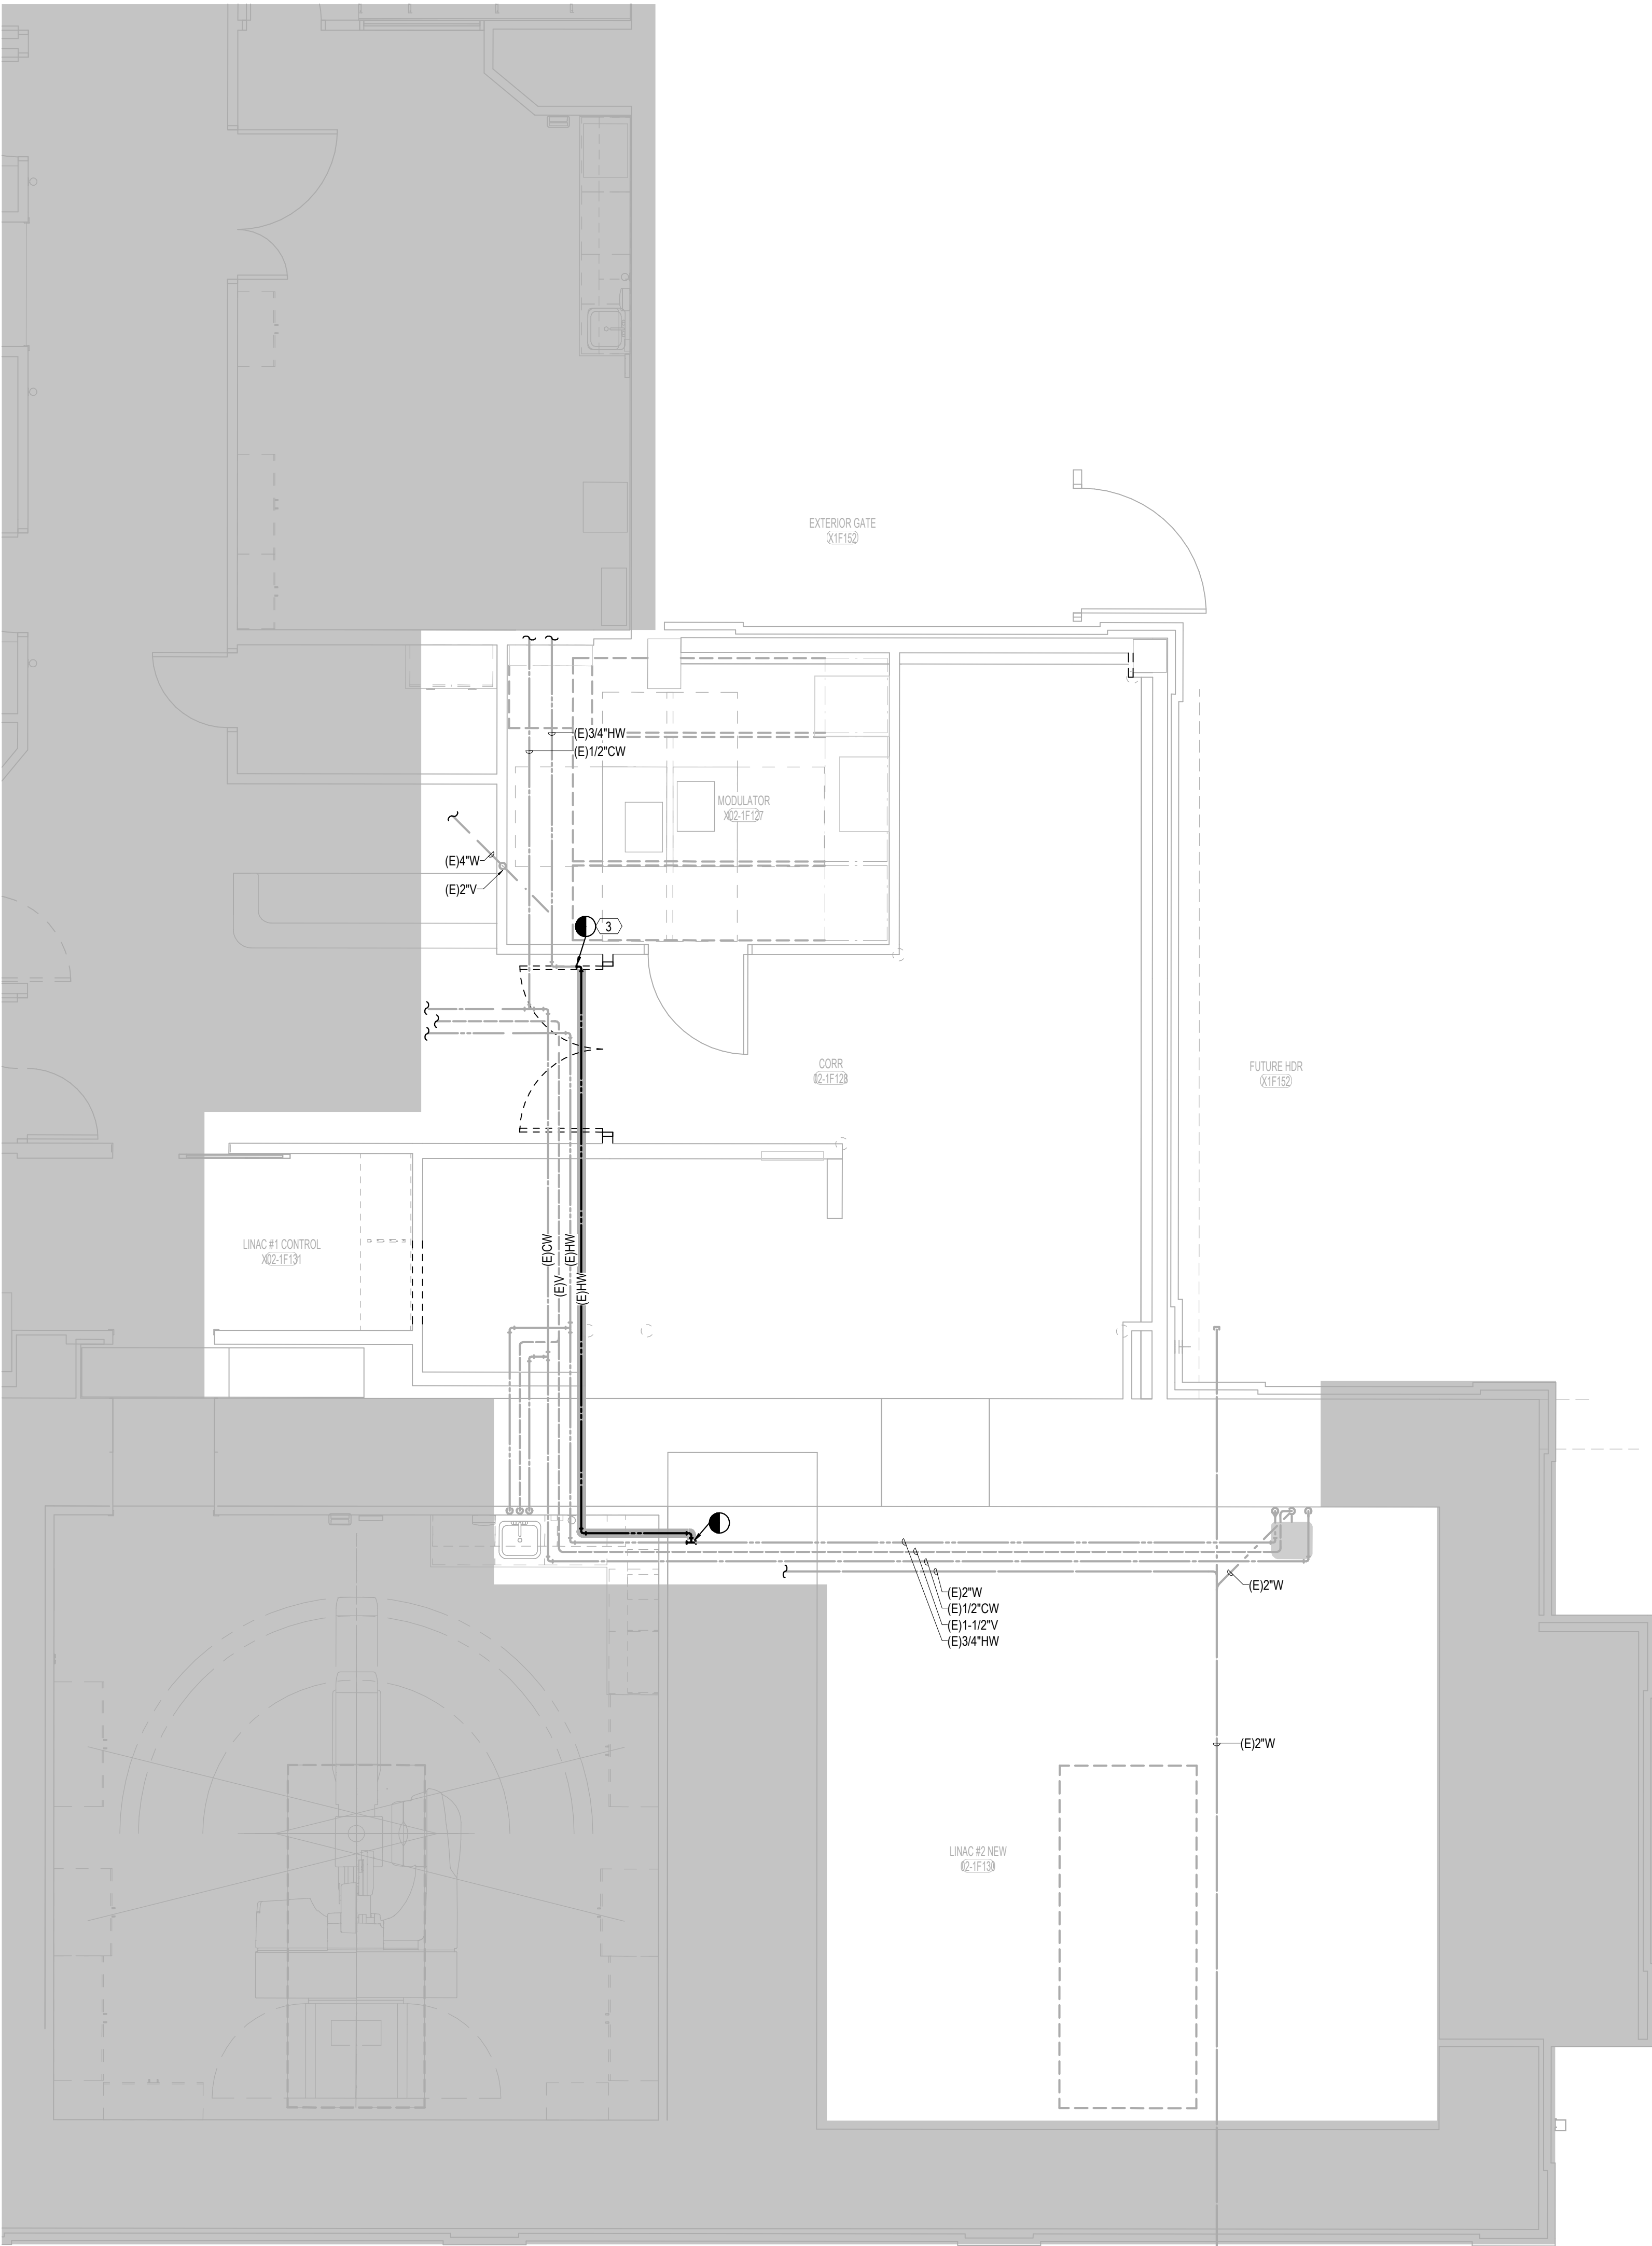 EXTERIOR GATE
X1F152
(E)3/4"HW
(E)1/2"CW
MODULATOR
X02-1F127
(E)4"W
(E)2"V
3
CORR
02-1F128
FUTURE HDR
X1F152
LINAC #1 CONTROL
X02-1F131
(E)CW
(E)V
(E)HW
(E)HW
(E)2"W
(E)1/2"CW
(E)1-1/2"V
(E)3/4"HW
(E)2"W
(E)2"W
LINAC #2 NEW
02-1F130